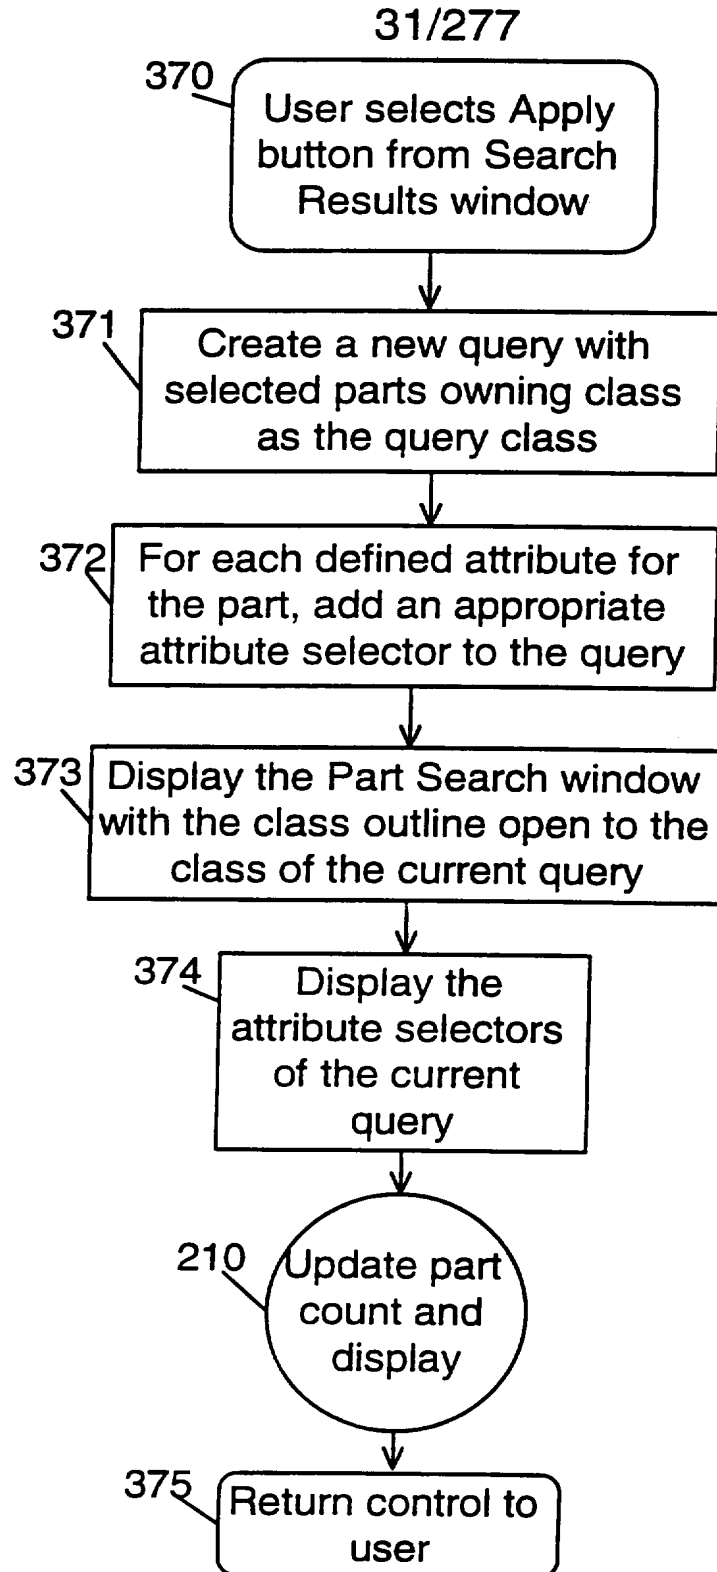 31/277
370
User selects Apply
button from Search
Results window
371
Create a new query with
selected parts owning class
as the query class
372
For each defined attribute for
the part, add an appropriate
attribute selector to the query
373
Display the Part Search window
with the class outline open to the
class of the current query
374
Display the
attribute selectors
of the current
query
210
Update part
count and
display
375
Return control to
user